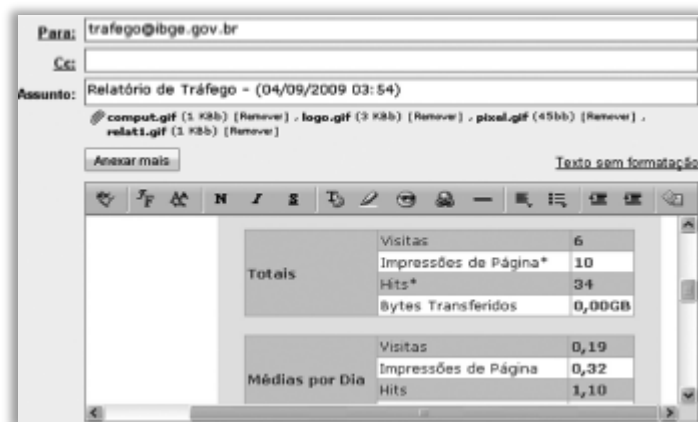 Para: trafego@ibge.gov.br
Cc:
Assunto: Relatório de Tráfego - (04/09/2009 03:54)
comput.gif (1 KBb) [Remover] , logo.gif (3 KBb) [Remover] , pixel.gif (45bb) [Remover] ,
relat1.gif (1 KBb) [Remover]
Anexar mais Texto sem formatação
N I S
Totais
Visitas 6
Impressões de Página* 10
Hits* 34
Bytes Transferidos 0,00GB
Médias por Dia
Visitas 0,19
Impressões de Página 0,32
Hits 1,10